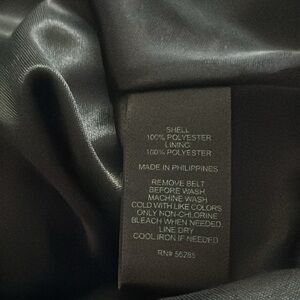 SHELL
100% POLYESTER
LINING
100% POLYESTER
MADE IN PHILIPPINES
REMOVE BELT
BEFORE WASH
MACHINE WASH
COLD WITH LIKE COLORS
ONLY NON-CHLORINE
BLEACH WHEN NEEDED
LINE DRY
COOL IRON IF NEEDED
RN# 56285